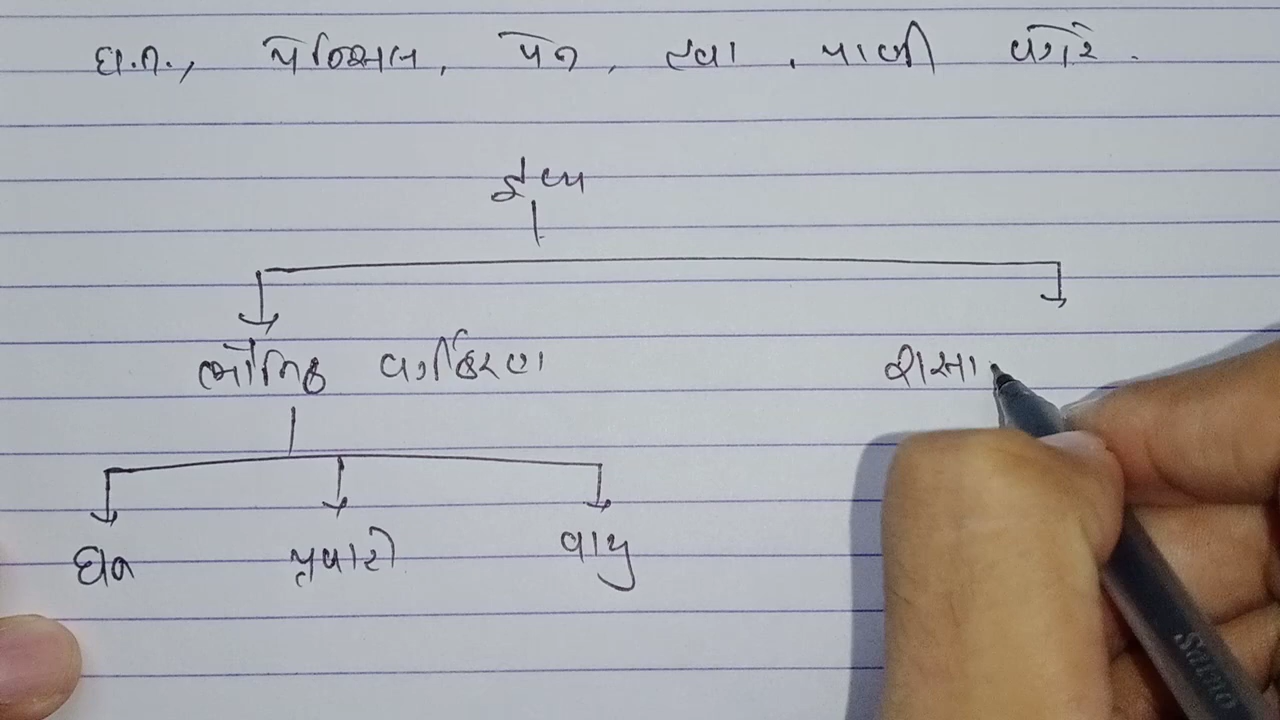 દા.ત., પેન્સિલ, પેન, હવા, પાણી વગેરે.
દ્રવ્ય
ભૌતિક વર્ગીકરણ રાસા
ઘન પ્રવાહી વાયુ